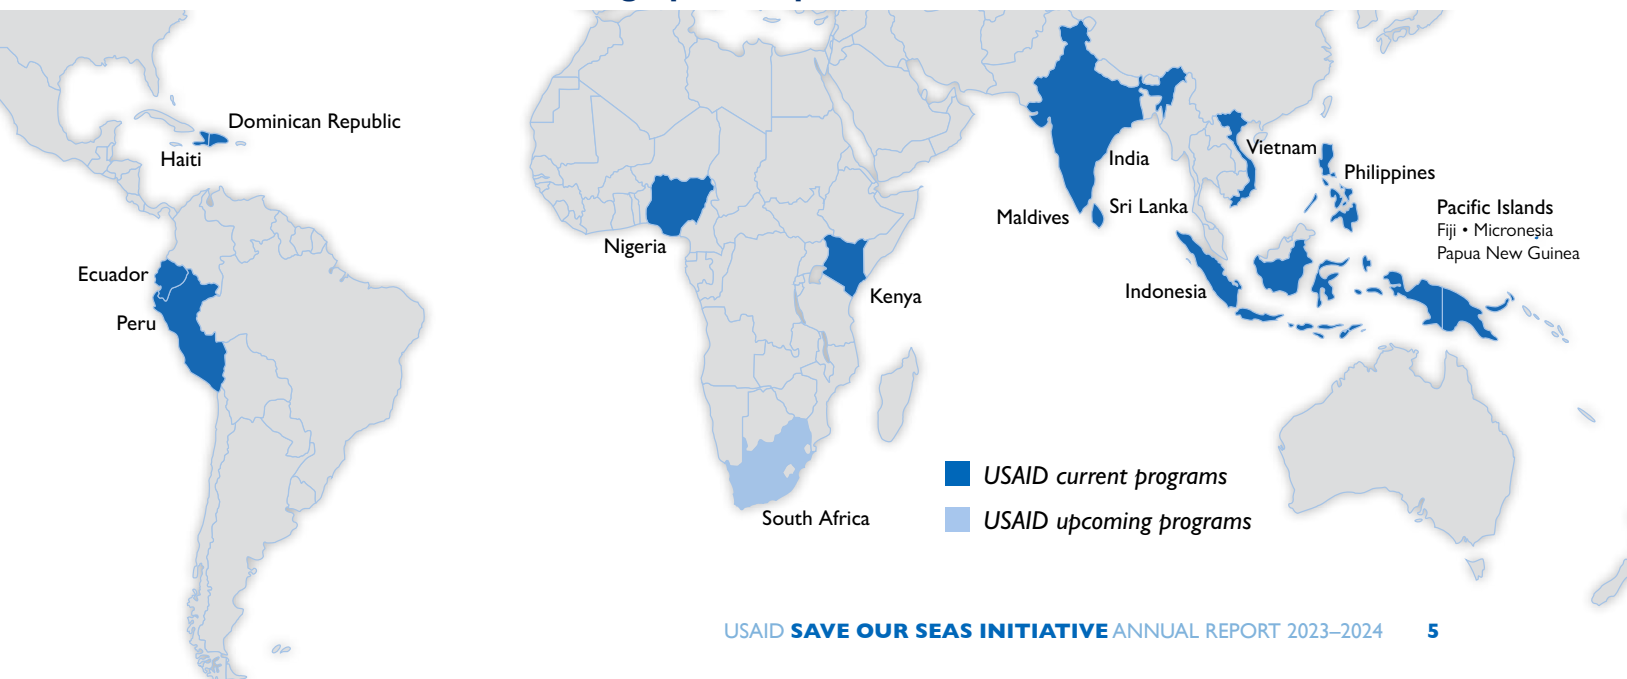 Dominican Republic
Haiti
Ecuador
Peru
Nigeria
Kenya
South Africa
India
Maldives
Sri Lanka
Vietnam
Philippines
Indonesia
Pacific Islands
Fiji • Micronesia
Papua New Guinea
USAID current programs
USAID upcoming programs
USAID SAVE OUR SEAS INITIATIVE ANNUAL REPORT 2023–2024 5